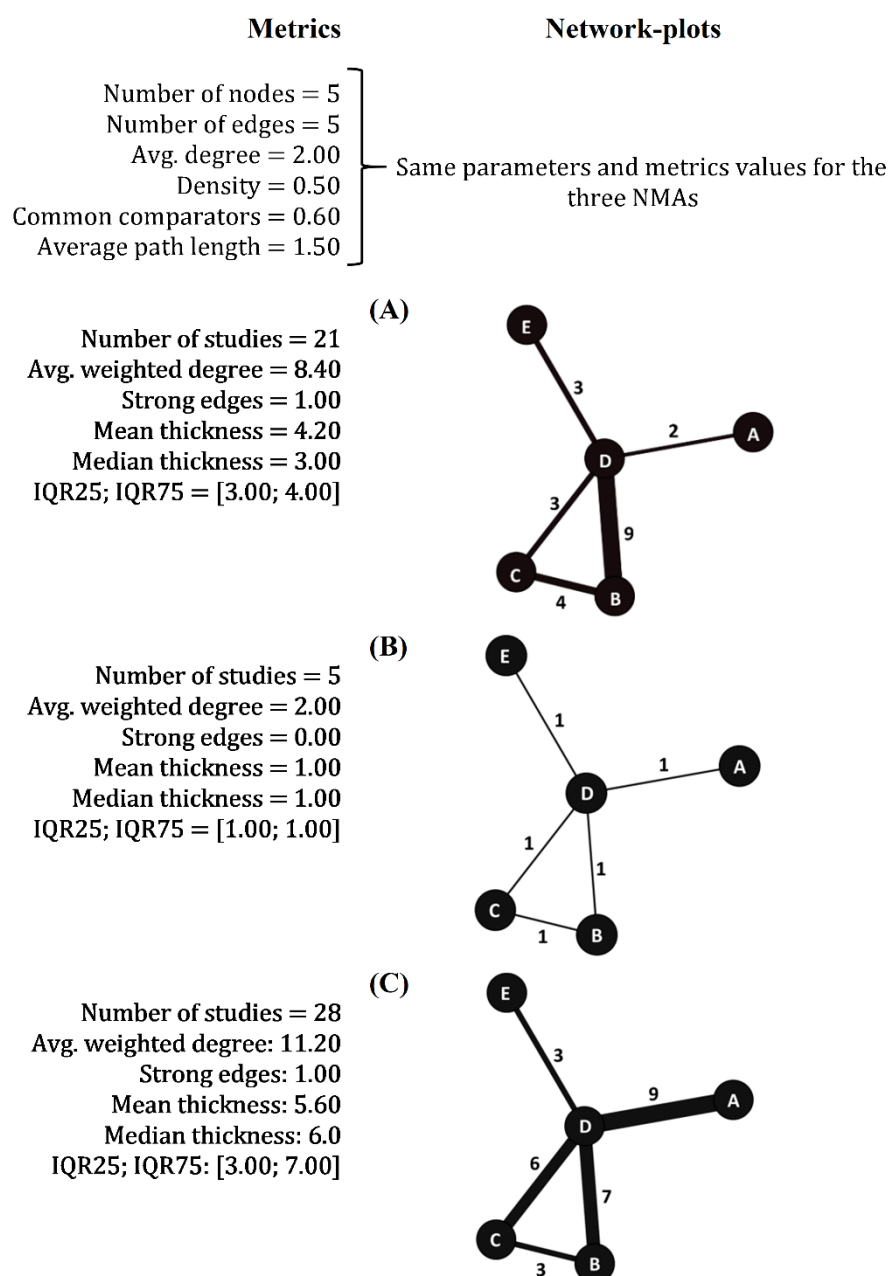 Metrics
Network-plots
Number of nodes = 5
Number of edges = 5
Avg. degree = 2.00
Density = 0.50
Common comparators = 0.60
Average path length = 1.50
Same parameters and metrics values for the
three NMAs
(A)
Number of studies = 21
Avg. weighted degree = 8.40
Strong edges = 1.00
Mean thickness = 4.20
Median thickness = 3.00
IQR25; IQR75 = [3.00; 4.00]
E
3
2
A
D
3
9
C
4
B
(B)
Number of studies = 5
Avg. weighted degree = 2.00
Strong edges = 0.00
Mean thickness = 1.00
Median thickness = 1.00
IQR25; IQR75 = [1.00; 1.00]
E
1
1
A
D
1
1
C
1
B
(C)
Number of studies = 28
Avg. weighted degree: 11.20
Strong edges: 1.00
Mean thickness: 5.60
Median thickness: 6.0
IQR25; IQR75: [3.00; 7.00]
E
3
9
A
D
6
7
C
3
B